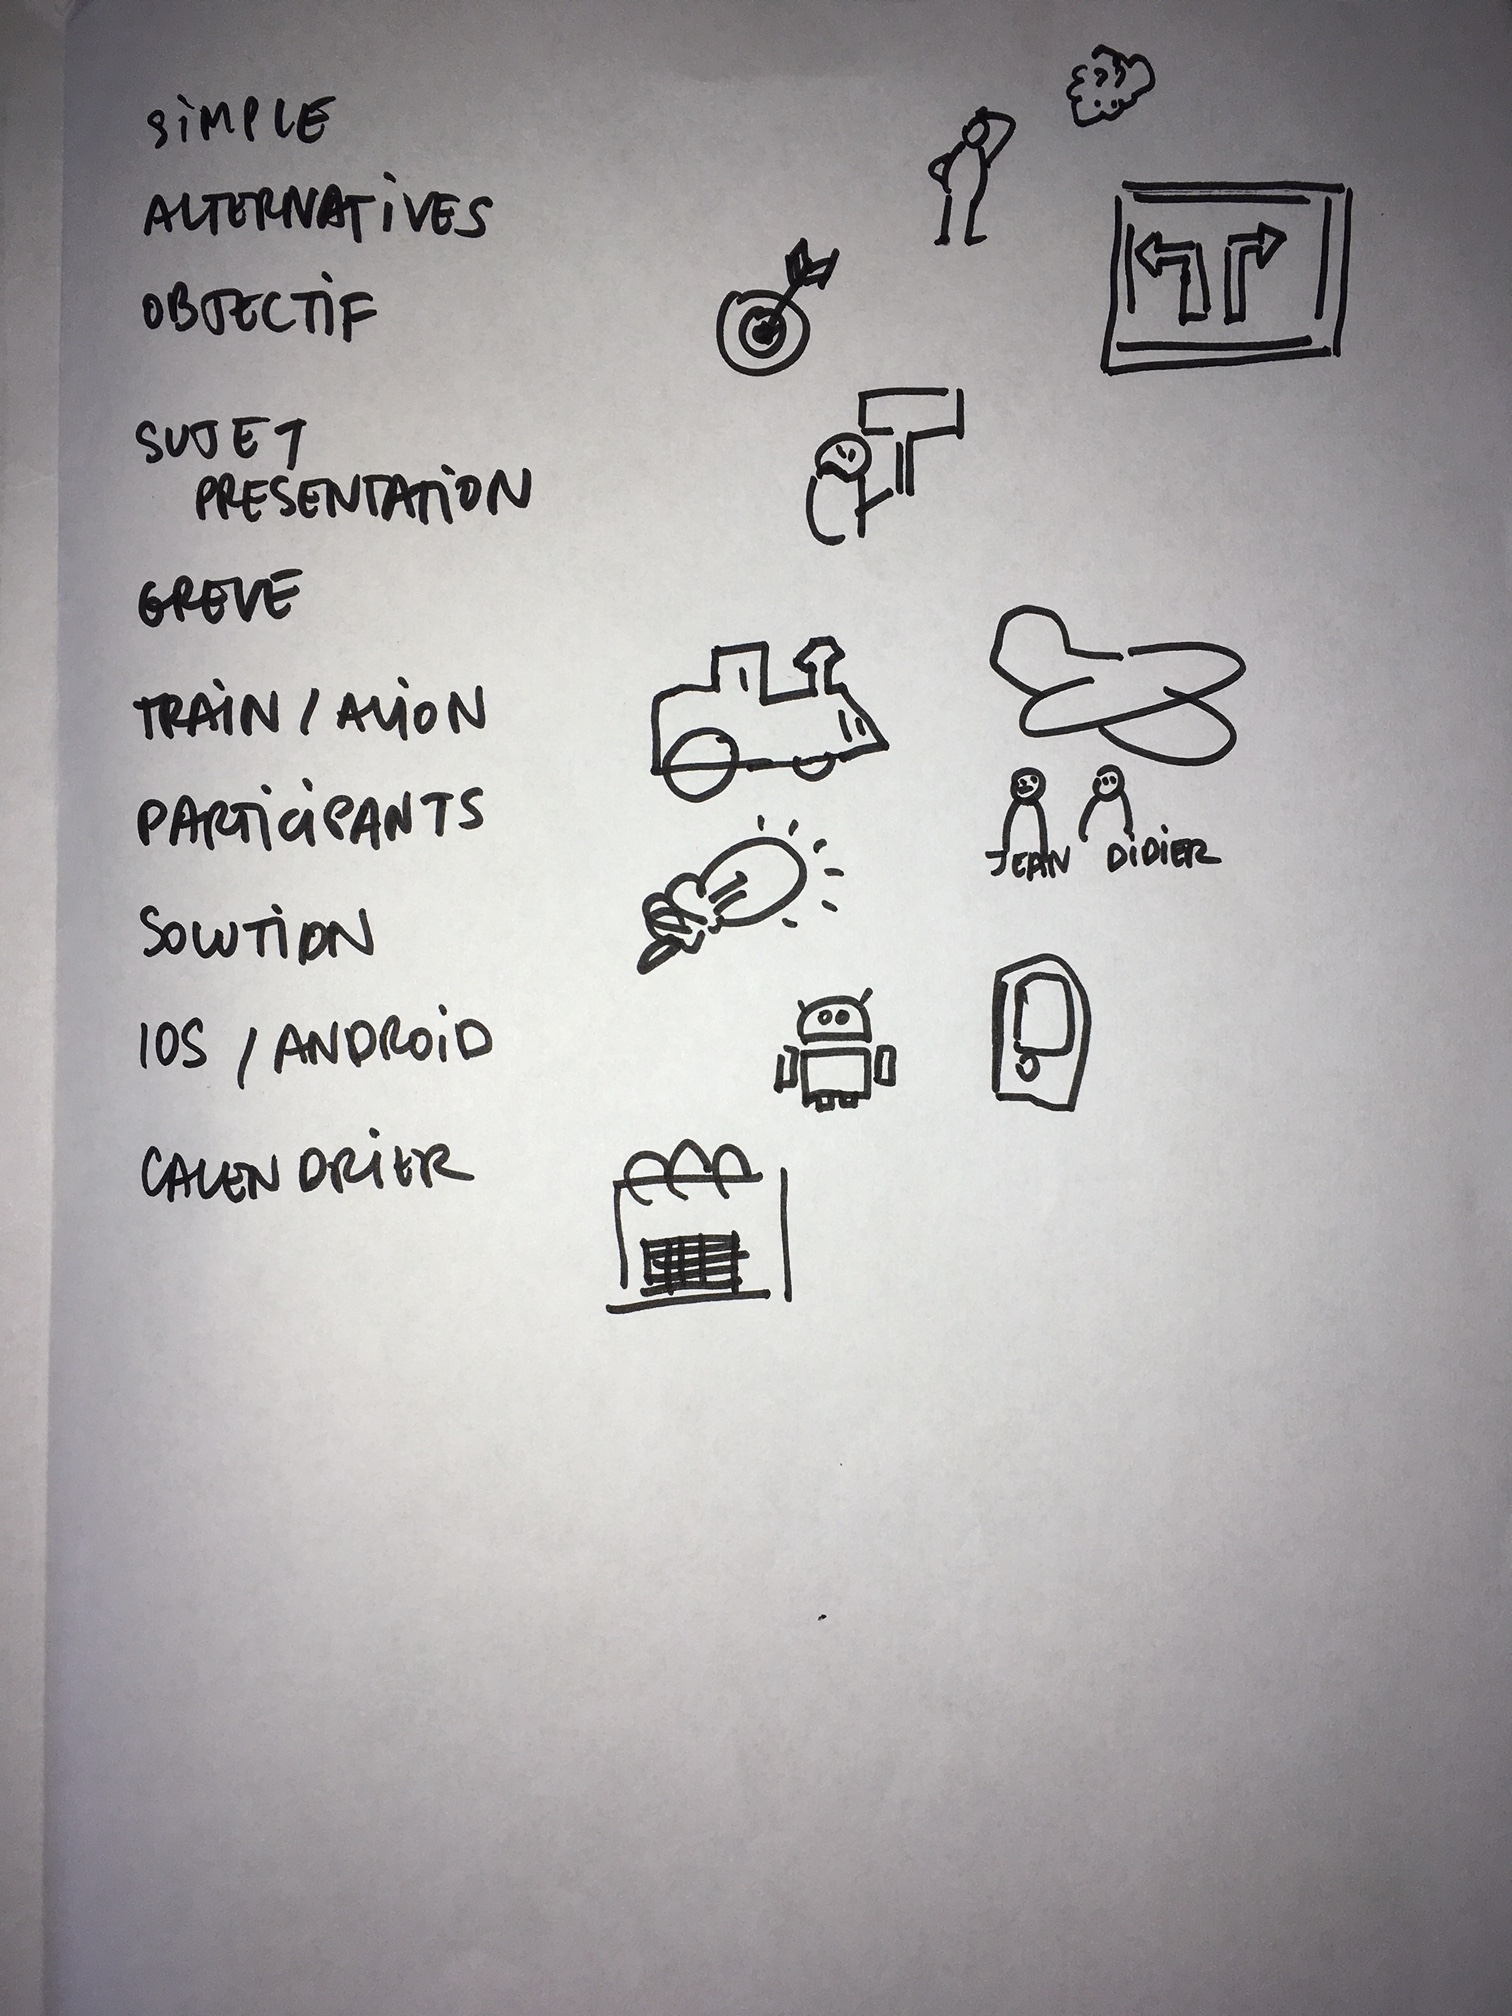 SIMPLE
ALTERNATIVES
OBJECTIF
SUJET
PRESENTATION
GREVE
TRAIN / AVION
PARTICIPANTS
JEAN DIDIER
SOLUTION
IOS / ANDROID
CALENDRIER